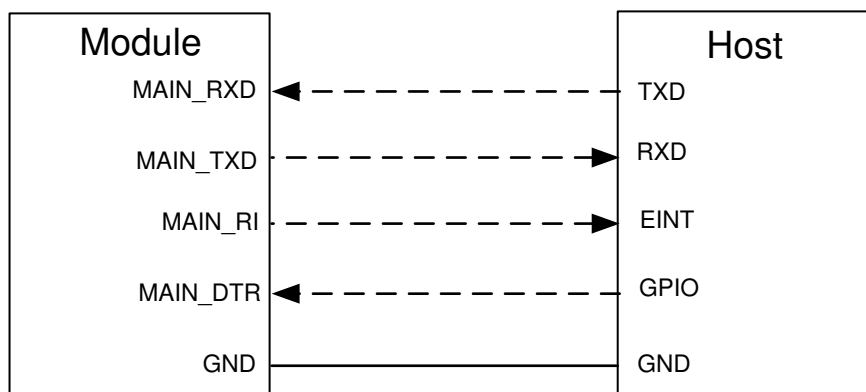 Module
Host
MAIN_RXD
TXD
MAIN_TXD
RXD
MAIN_RI
EINT
MAIN_DTR
GPIO
GND
GND